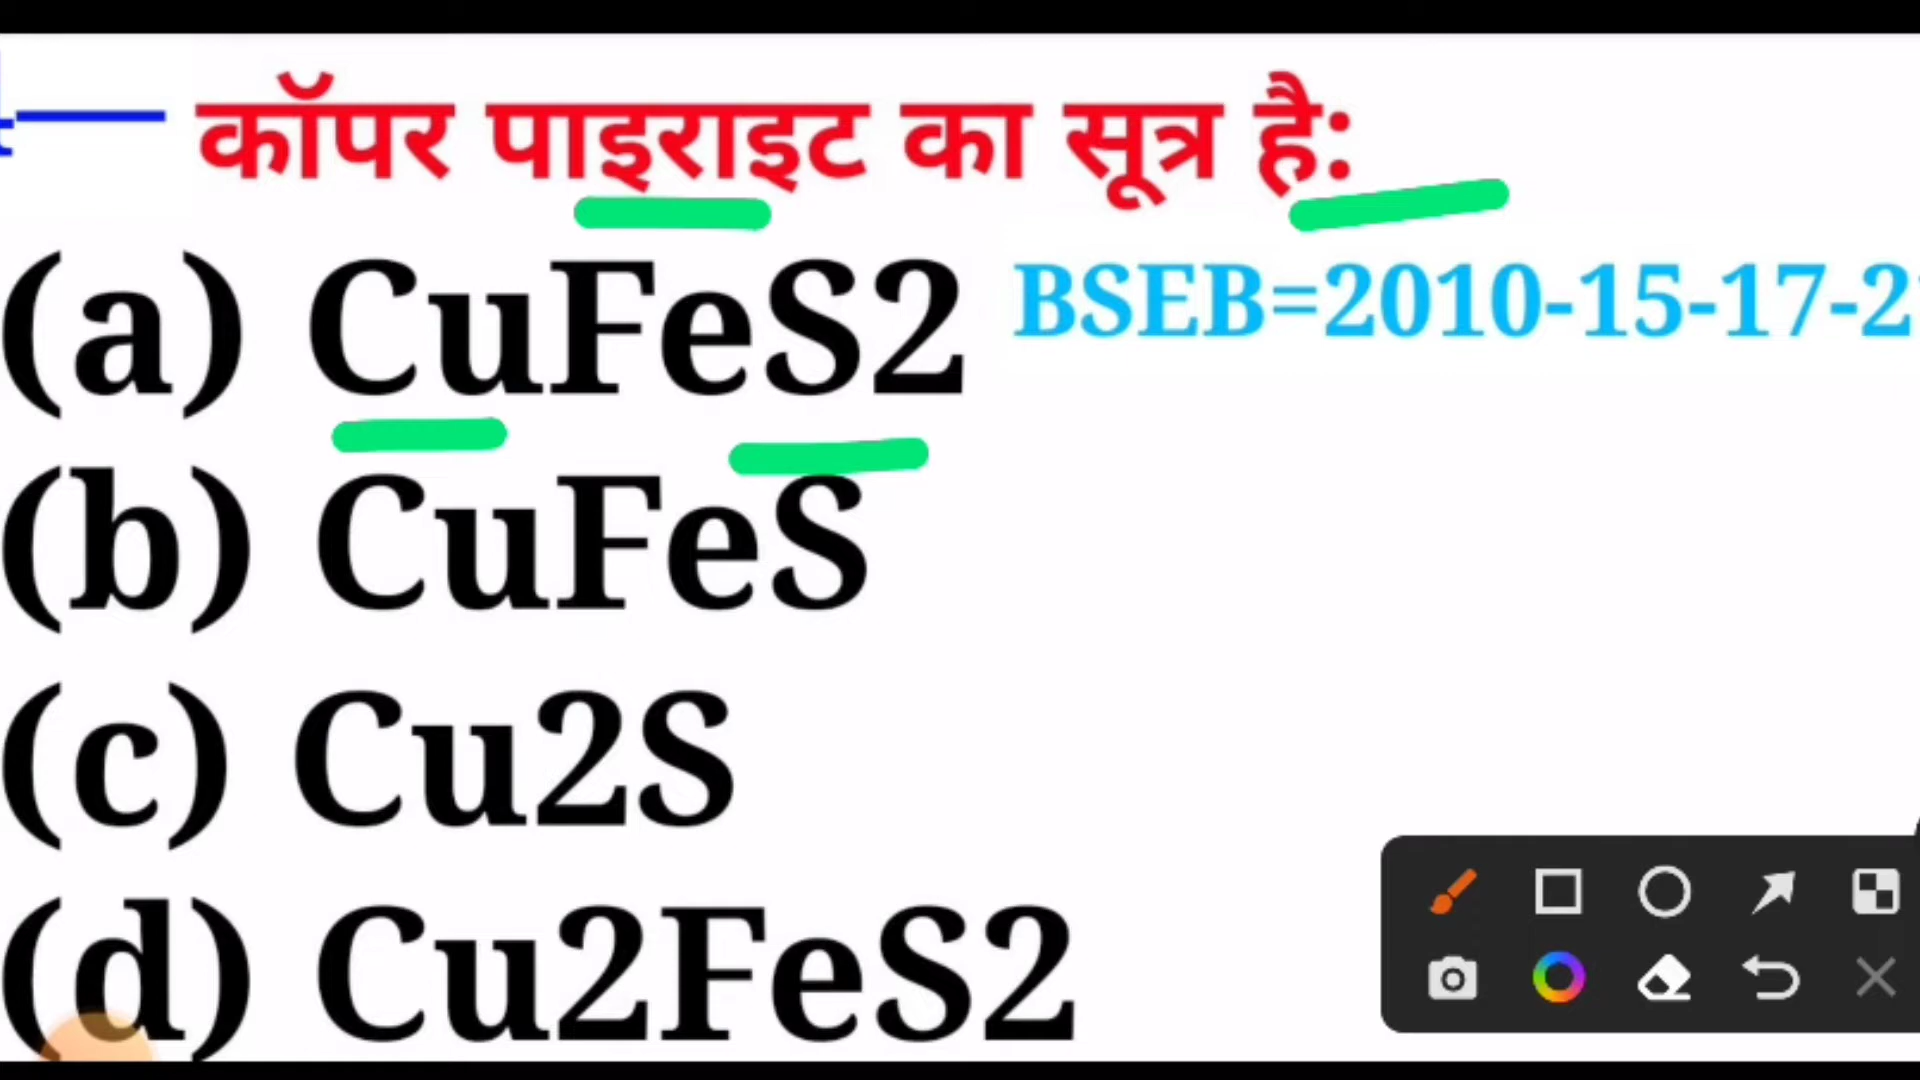 कॉपर पाइराइट का सूत्र है:
(a) CuFeS2 BSEB=2010-15-17-2
(b) CuFeS
(c) Cu2S
(d) Cu2FeS2